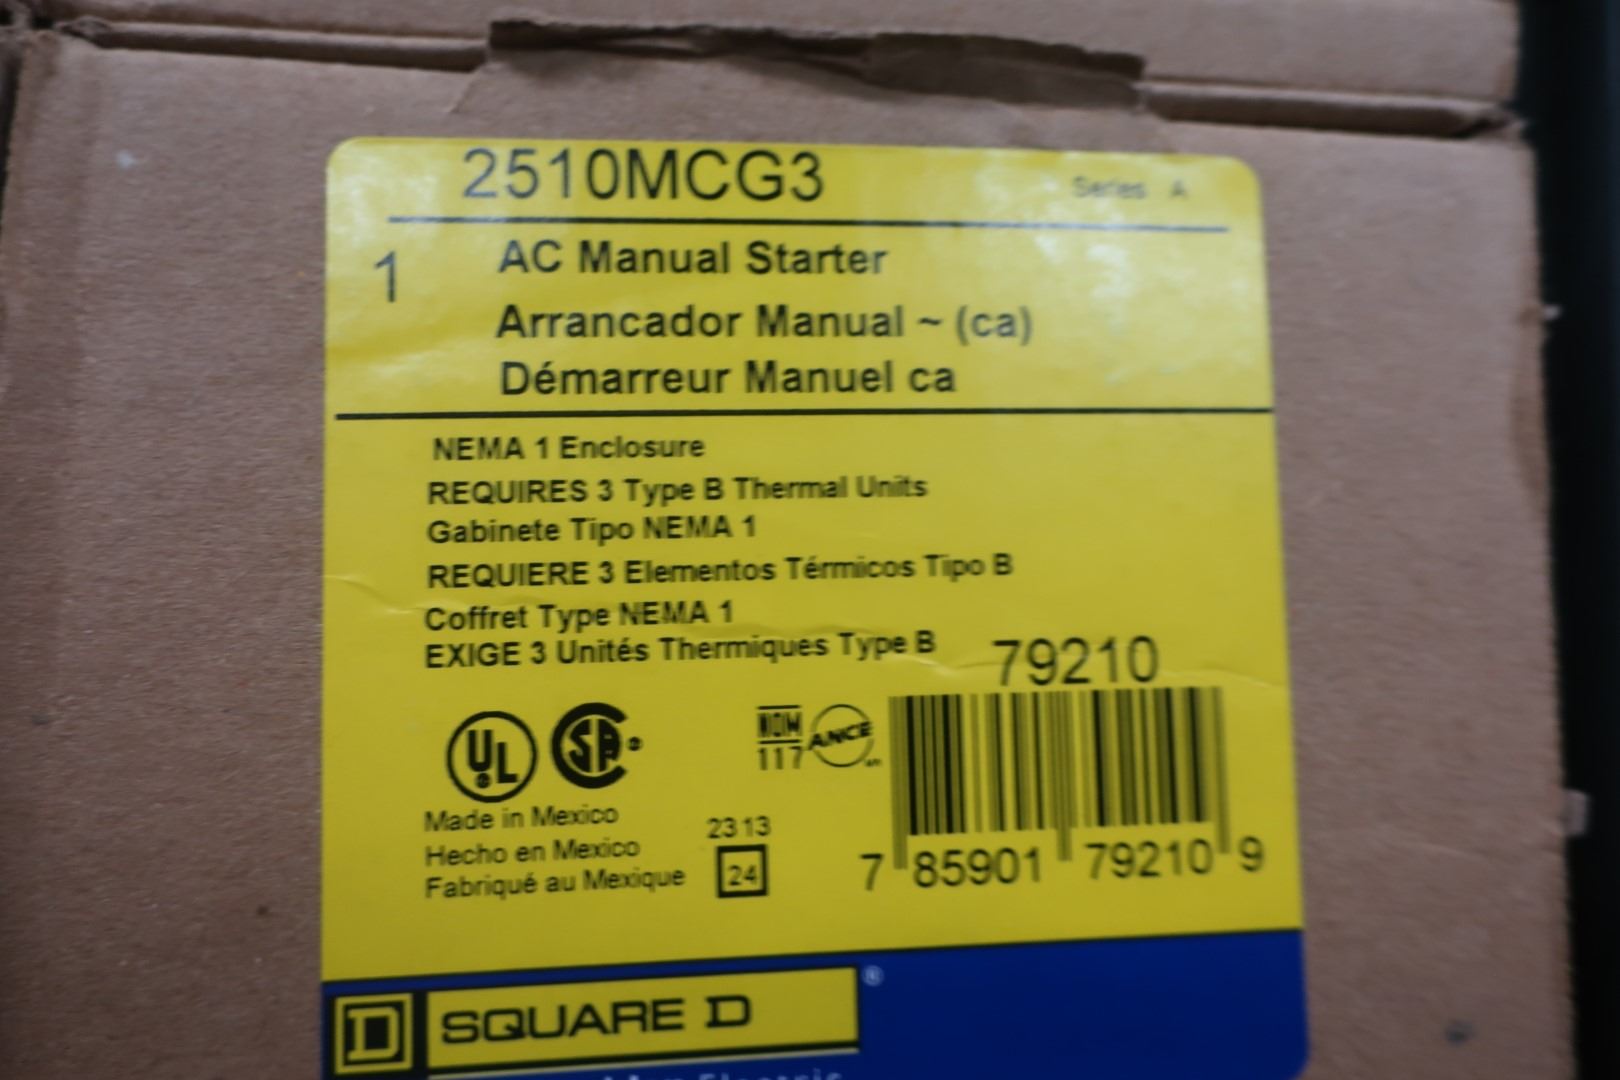 2510MCG3 Series A
1 AC Manual Starter
Arrancador Manual ~ (ca)
Démarreur Manuel ca
NEMA 1 Enclosure
REQUIRES 3 Type B Thermal Units
Gabinete Tipo NEMA 1
REQUIERE 3 Elementos Térmicos Tipo B
Coffret Type NEMA 1
EXIGE 3 Unités Thermiques Type B
79210
UL ® SA ® NOM 117 ANCE
Made in Mexico
Hecho en Mexico
Fabriqué au Mexique
2313
24
7 85901 79210 9
D SQUARE D ®
Electric